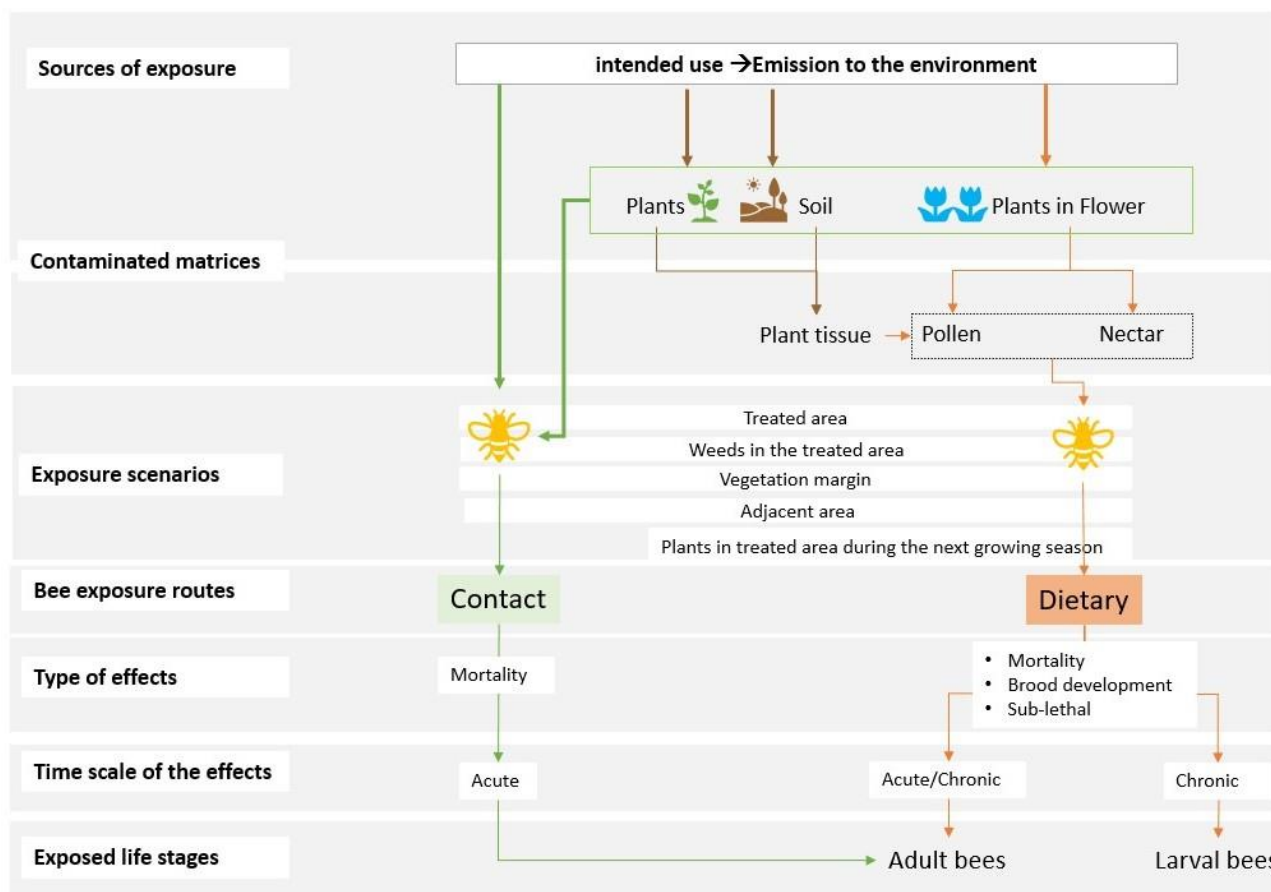 Sources of exposure
intended use →Emission to the environment
Plants
Soil
Plants in Flower
Contaminated matrices
Plant tissue
Pollen
Nectar
Exposure scenarios
Treated area
Weeds in the treated area
Vegetation margin
Adjacent area
Plants in treated area during the next growing season
Bee exposure routes
Contact
Dietary
Type of effects
Mortality
• Mortality
• Brood development
• Sub-lethal
Time scale of the effects
Acute
Acute/Chronic
Chronic
Exposed life stages
Adult bees
Larval bees